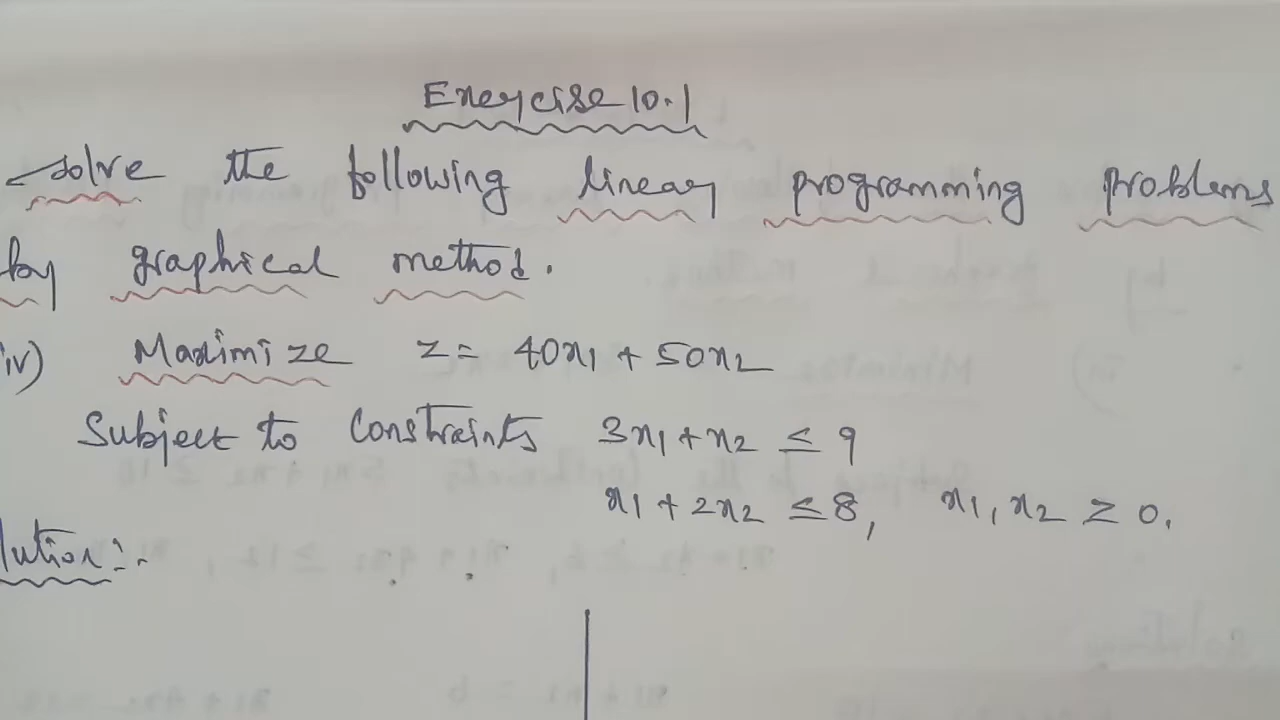 Exercise 10.1
solve the following linear programming problems
by graphical method.
iv) Maximize Z = 40x1 + 50x2
Subject to Constraints 3x1 + x2 ≤ 9
x1 + 2x2 ≤ 8, x1, x2 ≥ 0.
lution:-